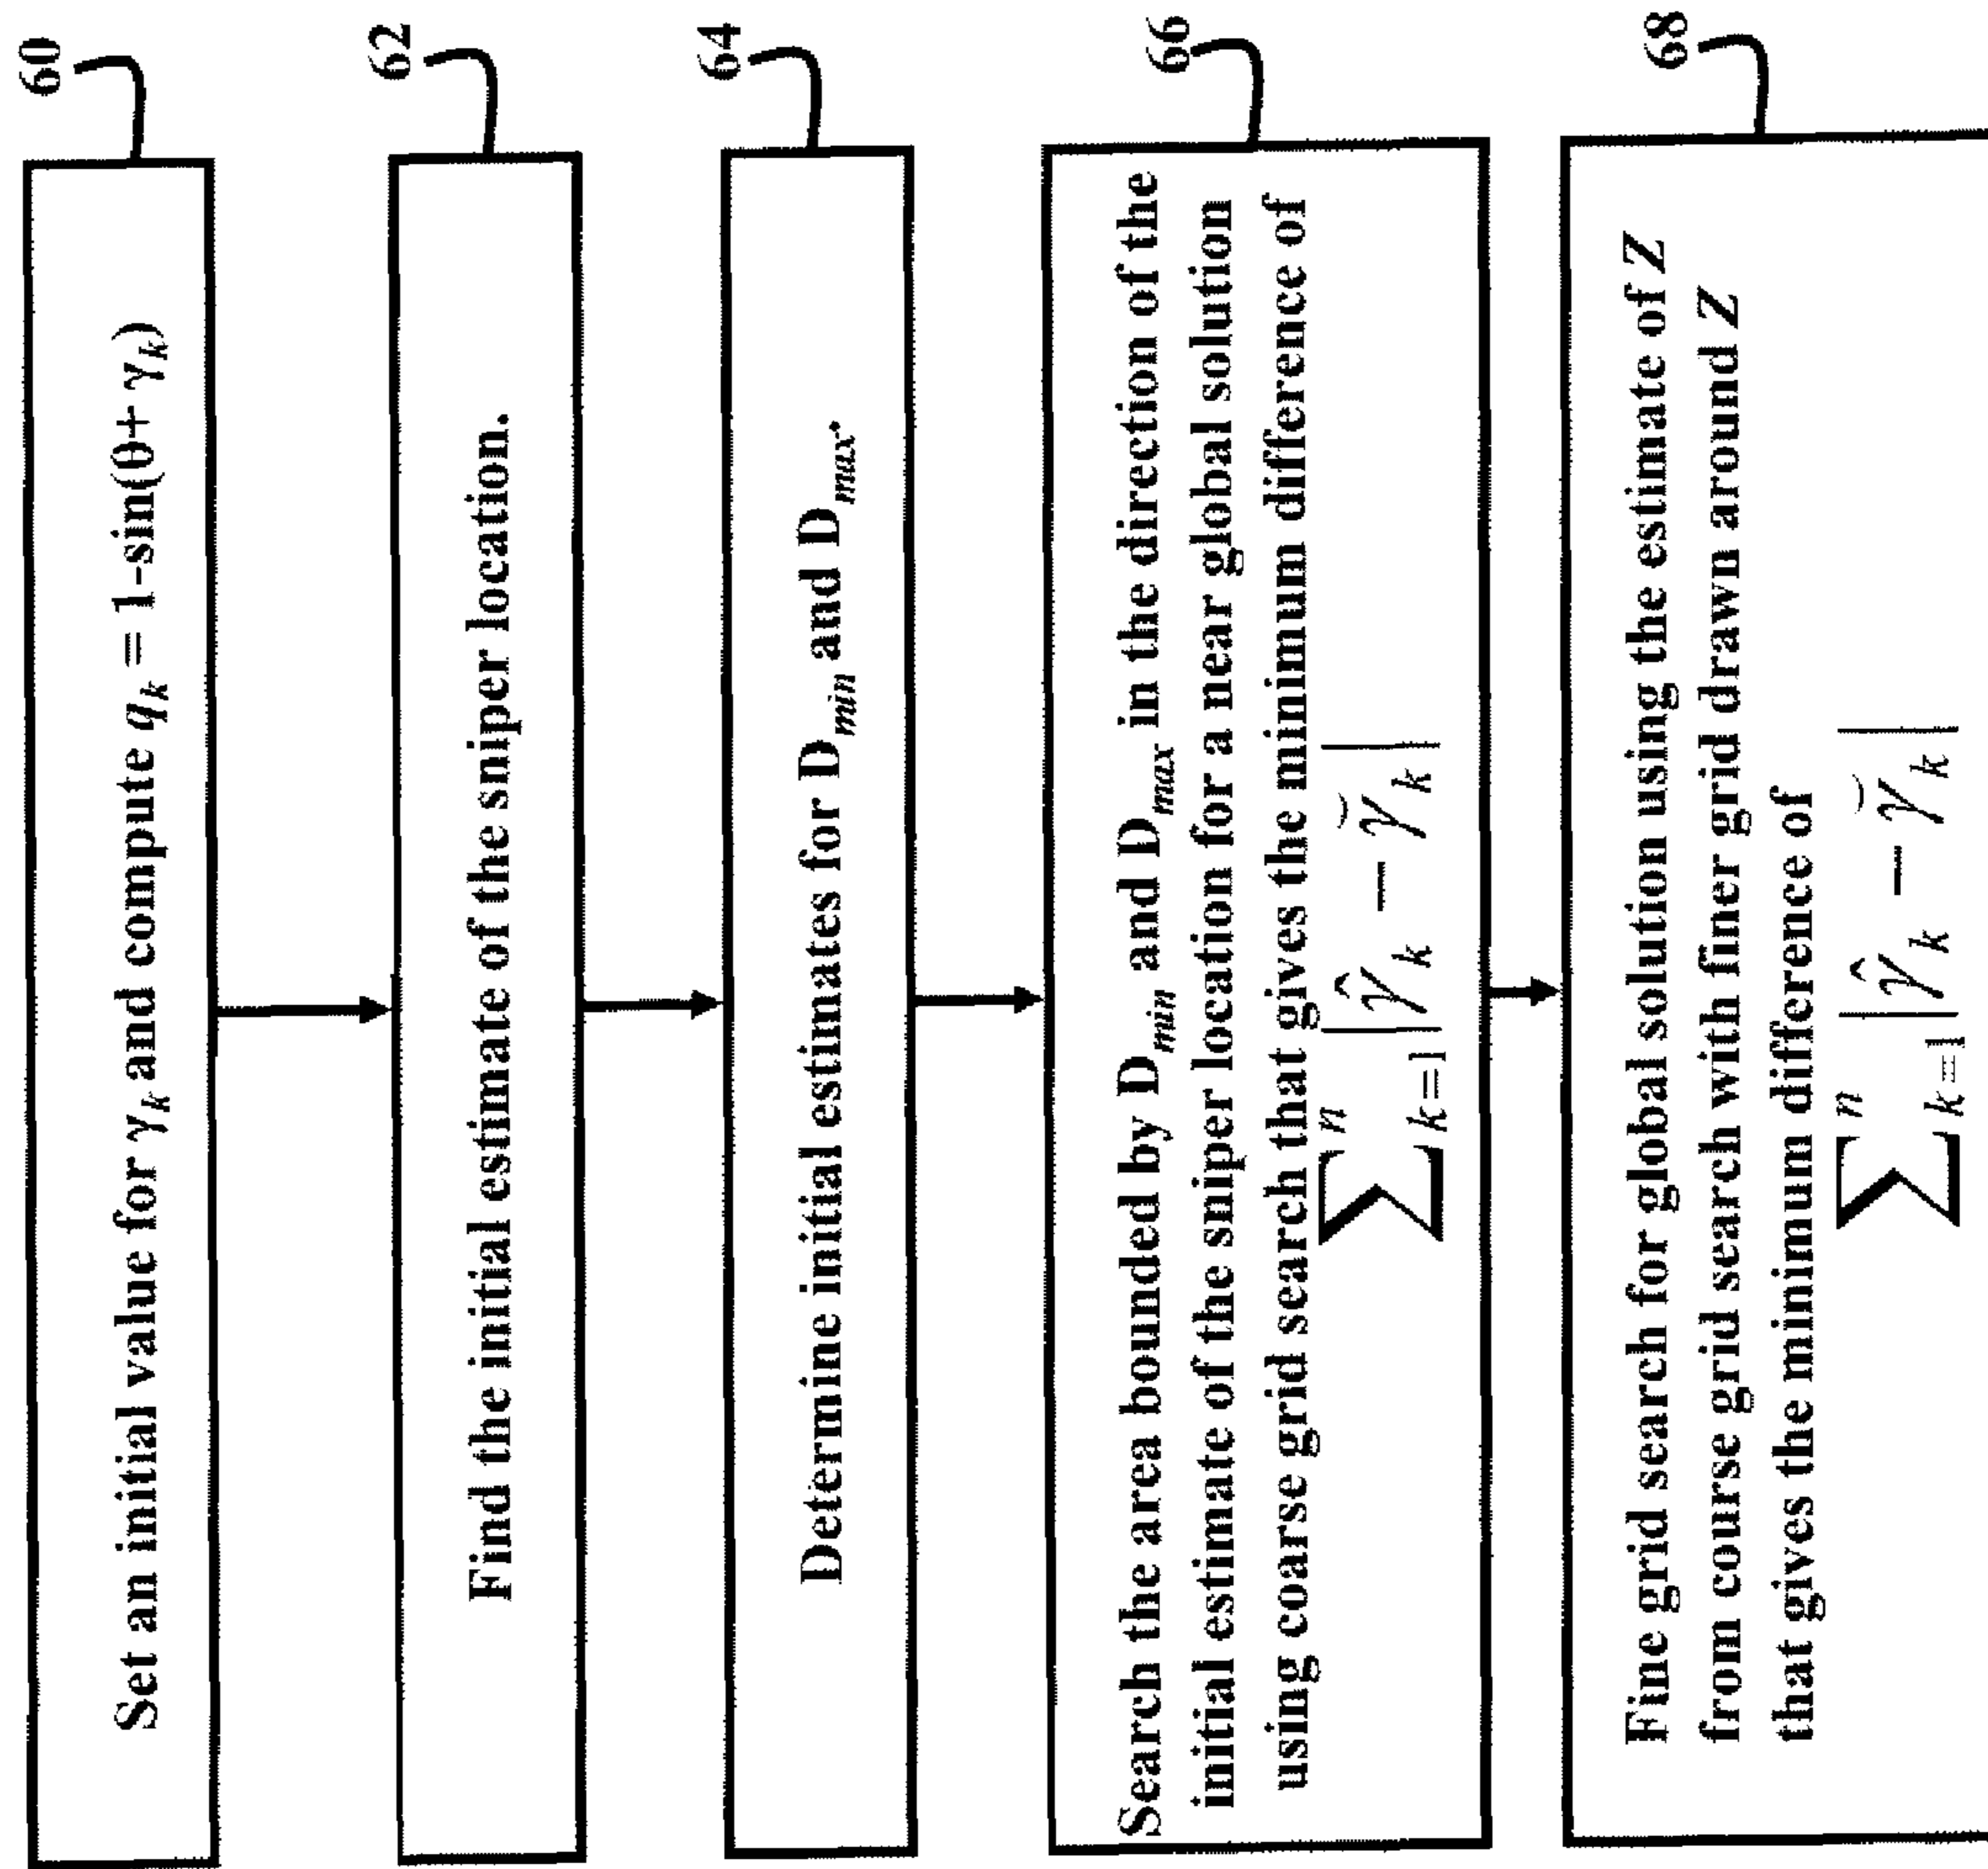 60
Set an initial value for γₖ and compute qₖ = 1-sin(θ+ γₖ)
62
Find the initial estimate of the sniper location.
64
Determine initial estimates for D_min and D_max.
66
Search the area bounded by D_min and D_max in the direction of the
initial estimate of the sniper location for a near global solution
using coarse grid search that gives the minimum difference of
∑ⁿₖ₌₁ |γ̂ₖ − γ̆ₖ|
68
Fine grid search for global solution using the estimate of Z
from course grid search with finer grid drawn around Z
that gives the minimum difference of
∑ⁿₖ₌₁ |γ̂ₖ − γ̆ₖ|